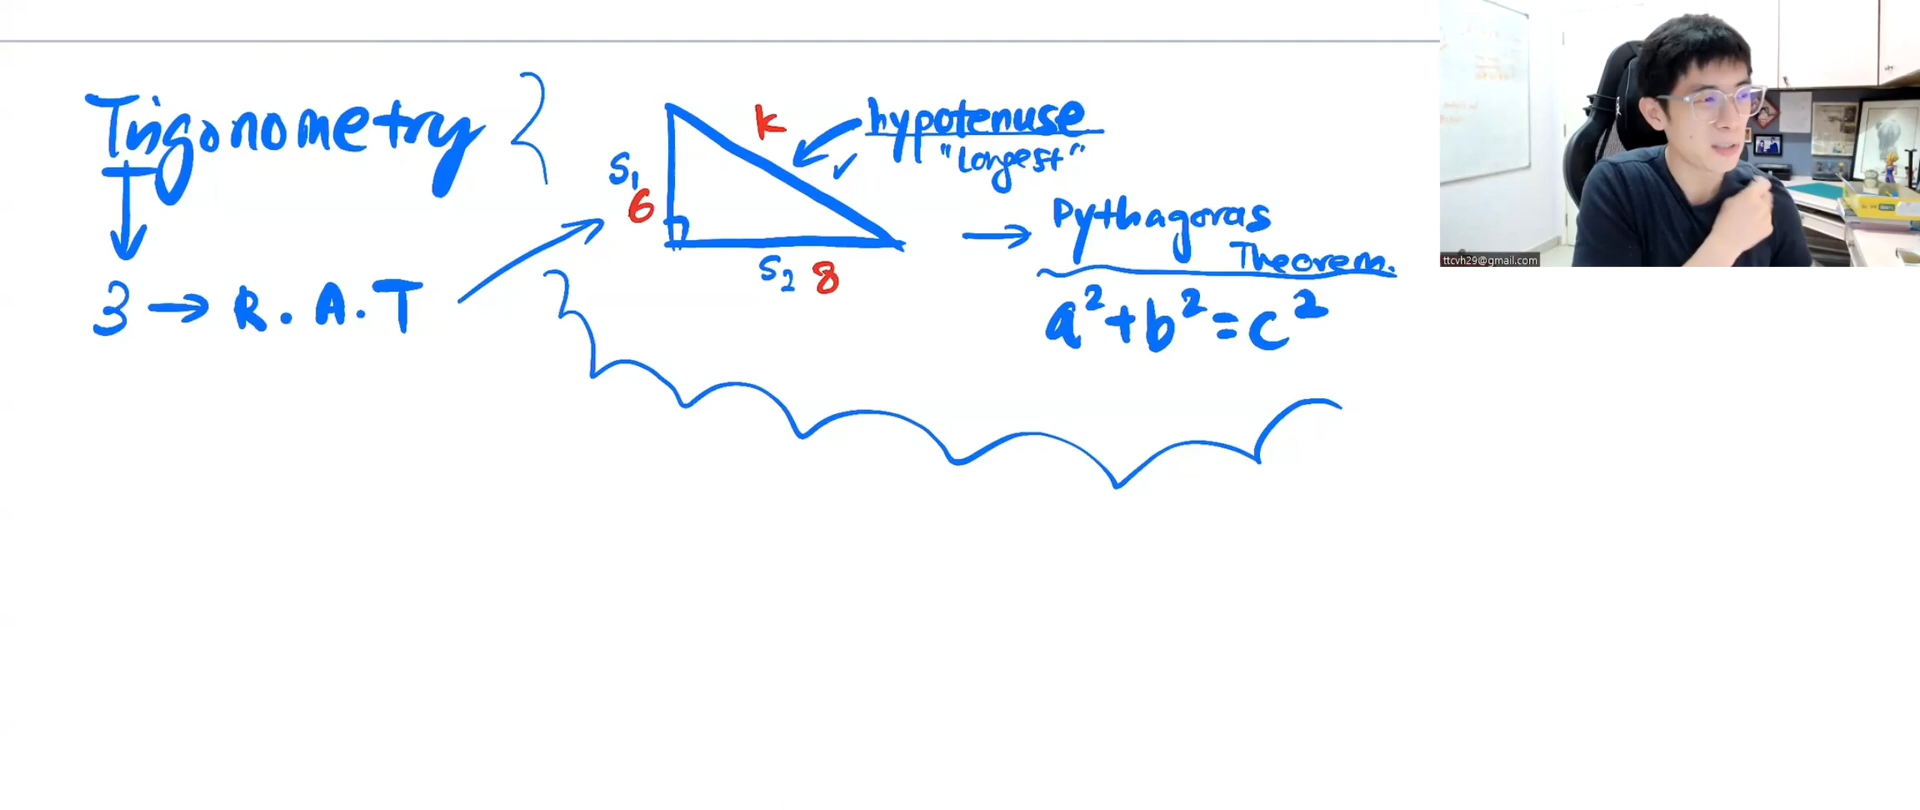 Trigonometry
3 → R.A.T
S₁
6
k
S₂ 8
hypotenuse
"Longest"
→ Pythagoras
Theorem.
a²+b²=c²
ttcvh29@gmail.com